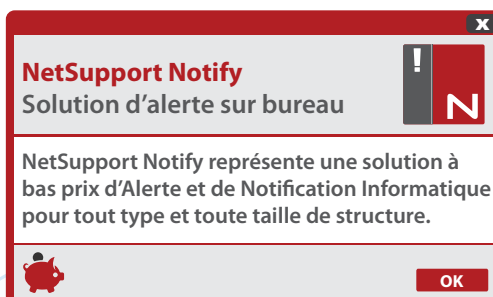 X
NetSupport Notify
Solution d’alerte sur bureau
! N
NetSupport Notify représente une solution à
bas prix d’Alerte et de Notification Informatique
pour tout type et toute taille de structure.
OK